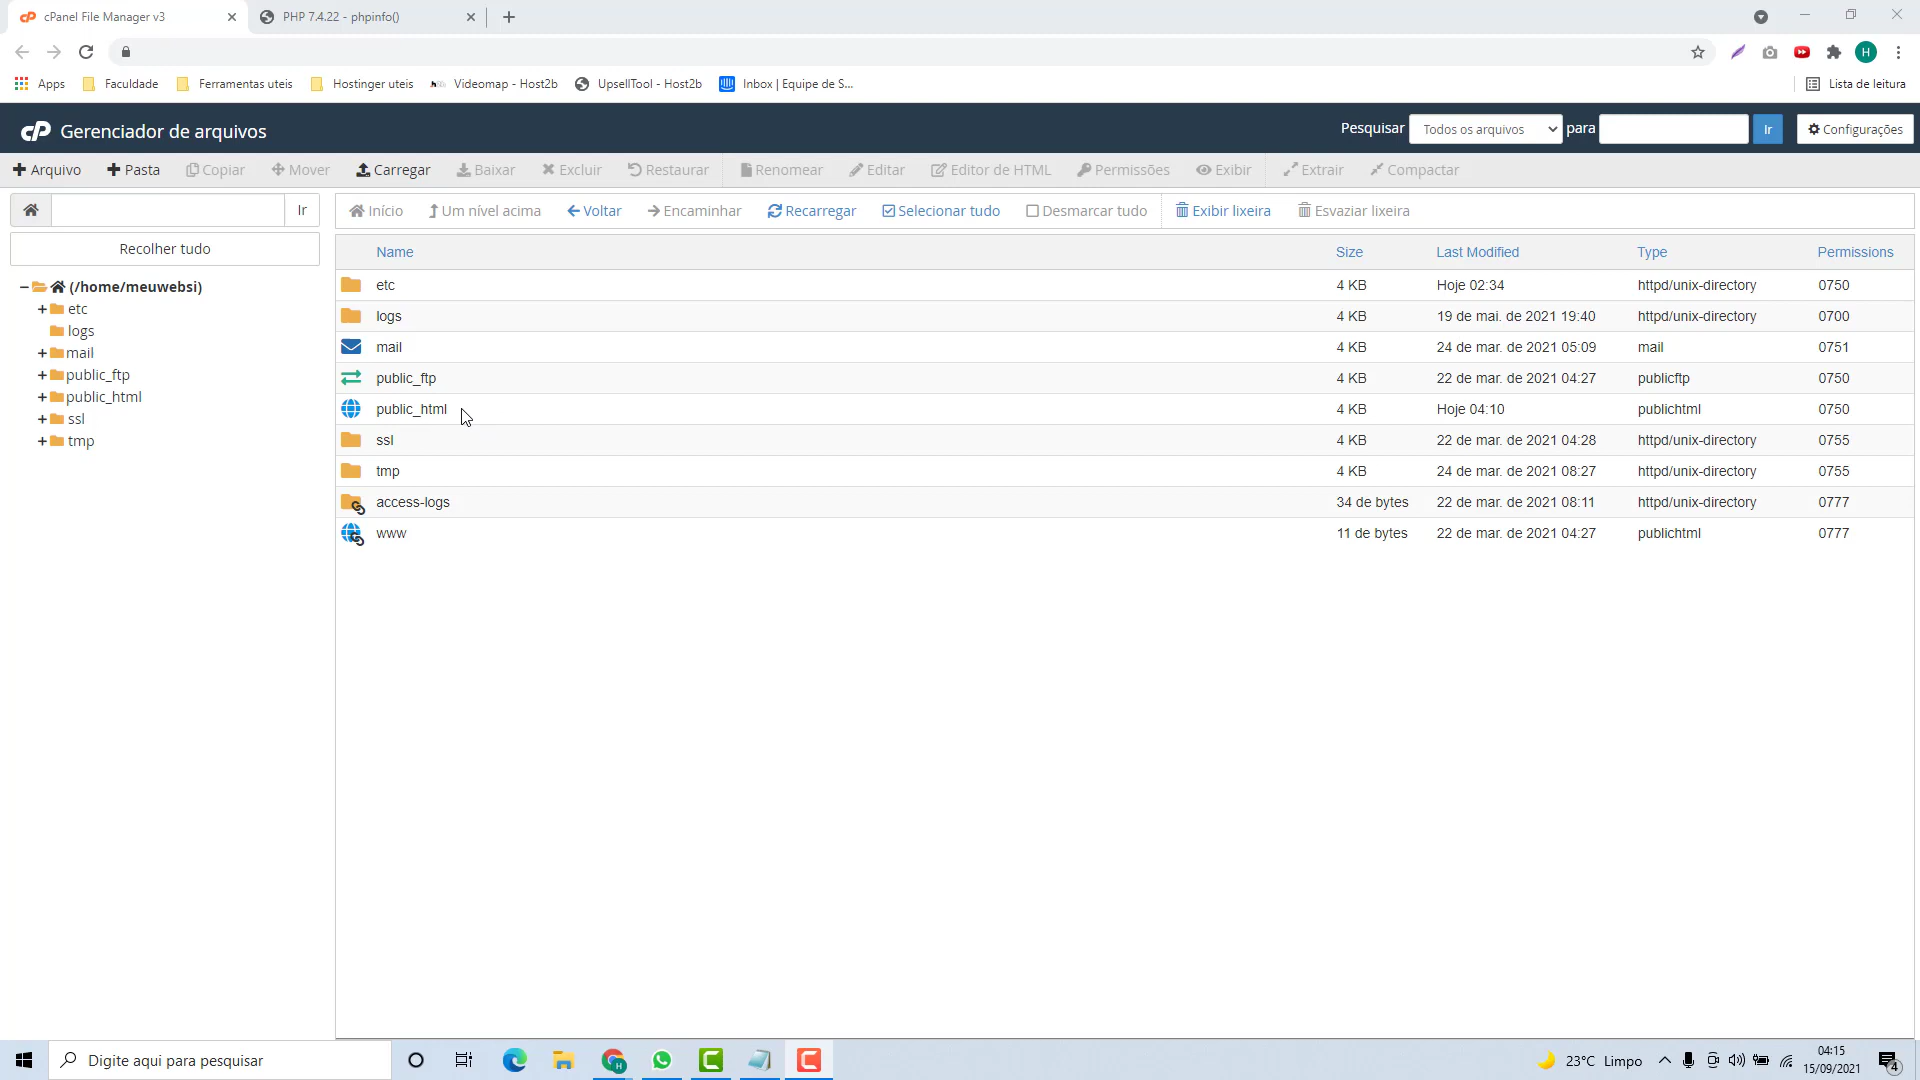 cPanel File Manager v3
PHP 7.4.22 - phpinfo()
H
Apps
Faculdade
Ferramentas uteis
Hostinger uteis
Videomap - Host2b
UpsellTool - Host2b
Inbox | Equipe de S...
Lista de leitura
cP Gerenciador de arquivos
Pesquisar Todos os arquivos para Ir Configurações
Arquivo Pasta Copiar Mover Carregar Baixar Excluir Restaurar Renomear Editar Editor de HTML Permissões Exibir Extrair Compactar
Ir
Início Um nível acima Voltar Encaminhar Recarregar Selecionar tudo Desmarcar tudo Exibir lixeira Esvaziar lixeira
Recolher tudo
(/home/meuwebsi)
etc
logs
mail
public_ftp
public_html
ssl
tmp
Name Size Last Modified Type Permissions
etc 4 KB Hoje 02:34 httpd/unix-directory 0750
logs 4 KB 19 de mai. de 2021 19:40 httpd/unix-directory 0700
mail 4 KB 24 de mar. de 2021 05:09 mail 0751
public_ftp 4 KB 22 de mar. de 2021 04:27 publicftp 0750
public_html 4 KB Hoje 04:10 publichtml 0750
ssl 4 KB 22 de mar. de 2021 04:28 httpd/unix-directory 0755
tmp 4 KB 24 de mar. de 2021 08:27 httpd/unix-directory 0755
access-logs 34 de bytes 22 de mar. de 2021 08:11 httpd/unix-directory 0777
www 11 de bytes 22 de mar. de 2021 04:27 publichtml 0777
Digite aqui para pesquisar
23°C Limpo
04:15
15/09/2021
4